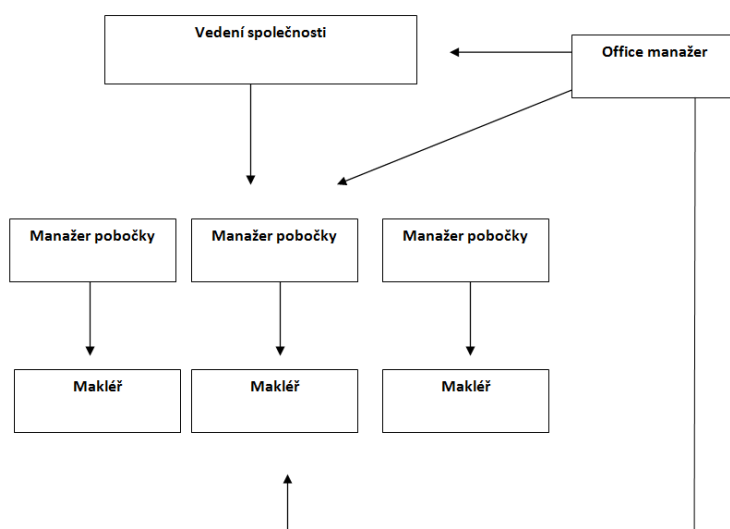 Vedení společnosti
Office manažer
Manažer pobočky
Manažer pobočky
Manažer pobočky
Makléř
Makléř
Makléř